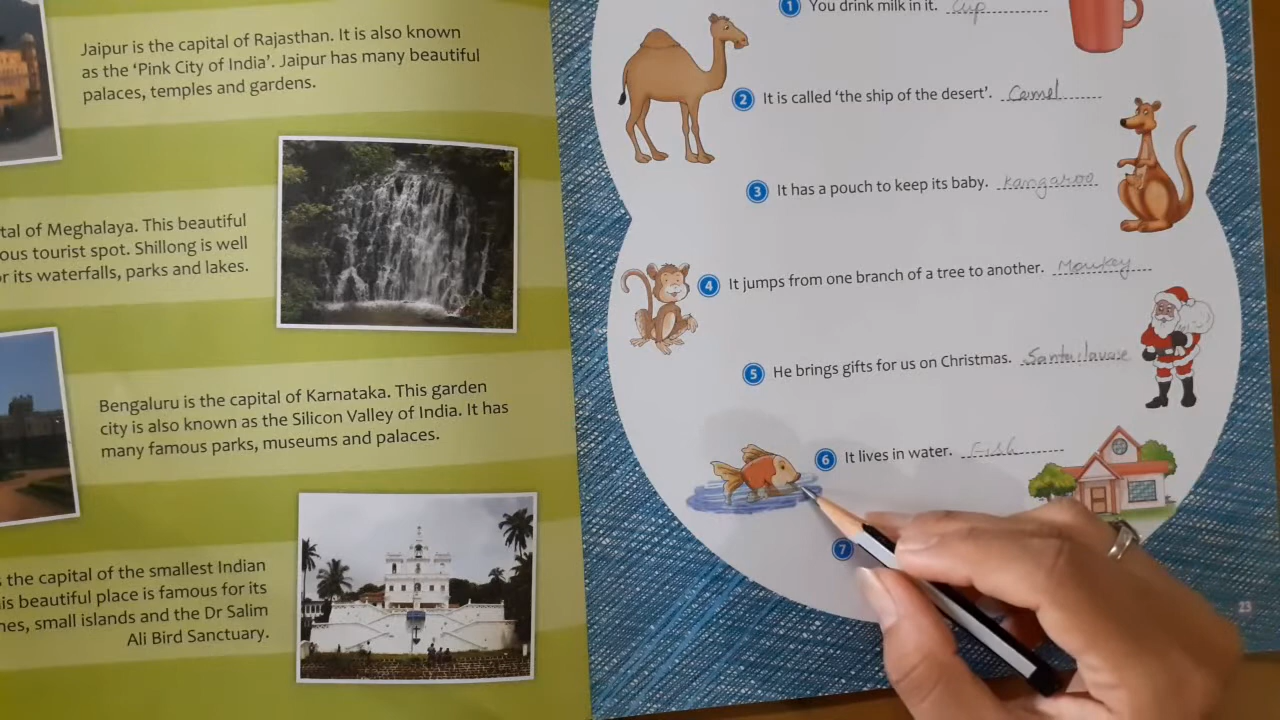 Jaipur is the capital of Rajasthan. It is also known
as the 'Pink City of India'. Jaipur has many beautiful
palaces, temples and gardens.
tal of Meghalaya. This beautiful
ous tourist spot. Shillong is well
r its waterfalls, parks and lakes.
Bengaluru is the capital of Karnataka. This garden
city is also known as the Silicon Valley of India. It has
many famous parks, museums and palaces.
the capital of the smallest Indian
is beautiful place is famous for its
hes, small islands and the Dr Salim
Ali Bird Sanctuary.
1 You drink milk in it. Cup
2 It is called 'the ship of the desert'. Camel
3 It has a pouch to keep its baby. Kangaroo
4 It jumps from one branch of a tree to another. Monkey
5 He brings gifts for us on Christmas.
6 It lives in water. Fish
7
23